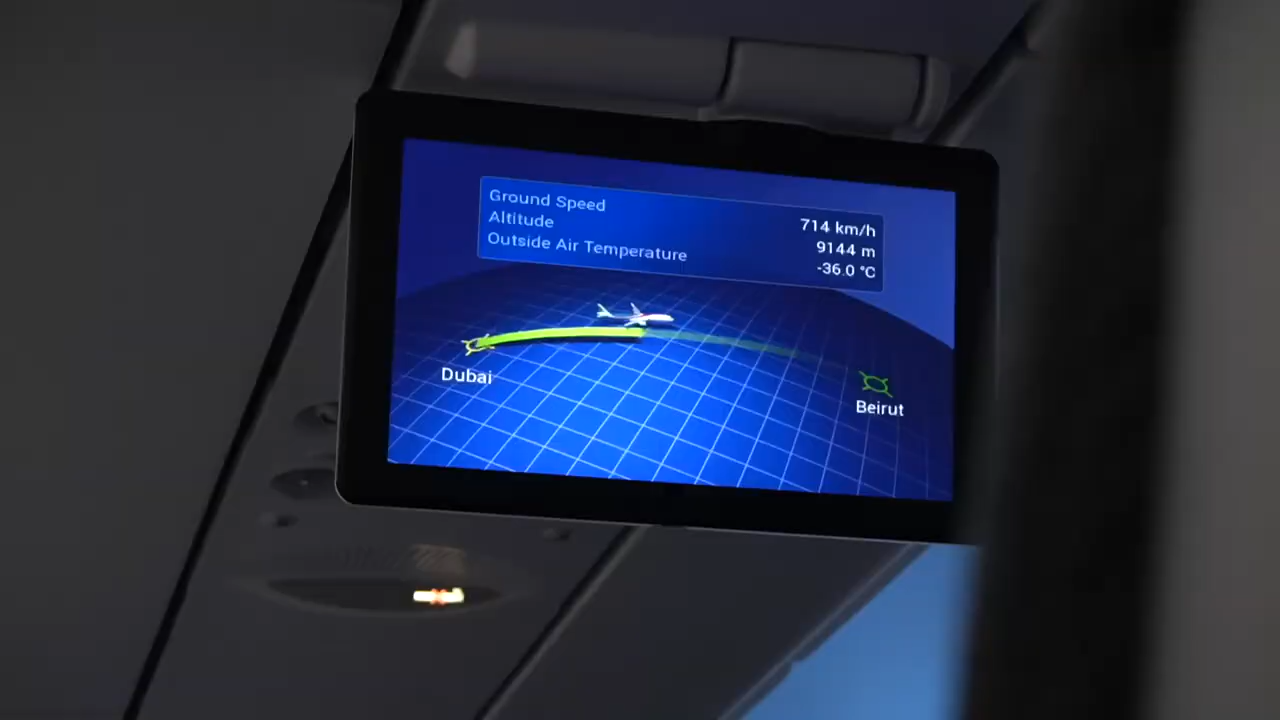 Ground Speed 714 km/h
Altitude 9144 m
Outside Air Temperature -36.0 °C
Dubai
Beirut